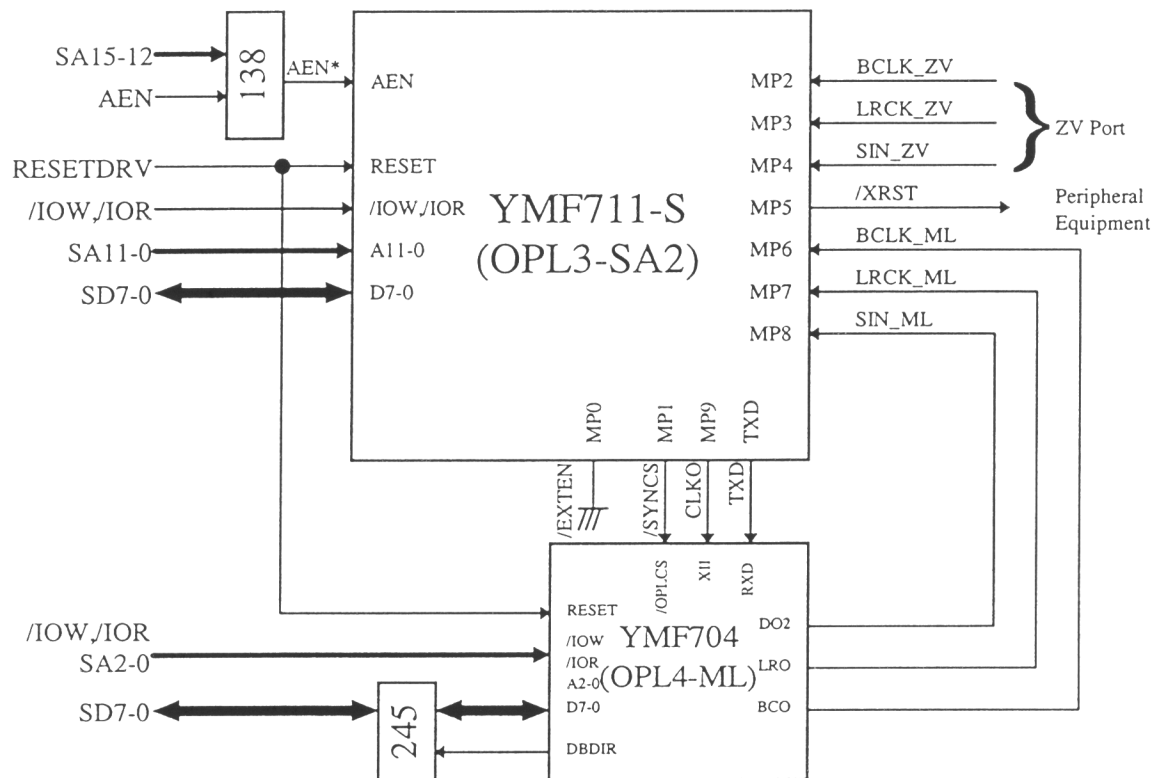 SA15-12
AEN
138
AEN*
AEN
RESETDRV
RESET
/IOW,/IOR
/IOW,/IOR
SA11-0
A11-0
SD7-0
D7-0
YMF711-S
(OPL3-SA2)
MP2
BCLK_ZV
MP3
LRCK_ZV
MP4
SIN_ZV
ZV Port
MP5
/XRST
Peripheral
Equipment
MP6
BCLK_ML
MP7
LRCK_ML
MP8
SIN_ML
MP0
MP1
MP9
TXD
/EXTEN
/SYNCS
CLKO
TXD
/OPLCS
XII
RXD
RESET
/IOW
/IOR
A2-0
D7-0
DBDIR
YMF704
(OPL4-ML)
DO2
LRO
BCO
/IOW,/IOR
SA2-0
SD7-0
245